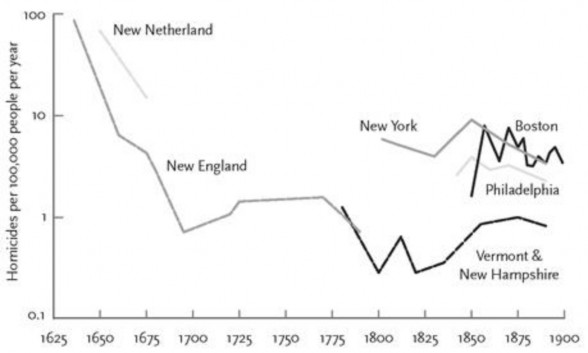 Homicides per 100,000 people per year
100
10
1
0.1
New Netherland
New England
New York
Boston
Philadelphia
Vermont &
New Hampshire
1625 1650 1675 1700 1725 1750 1775 1800 1825 1850 1875 1900